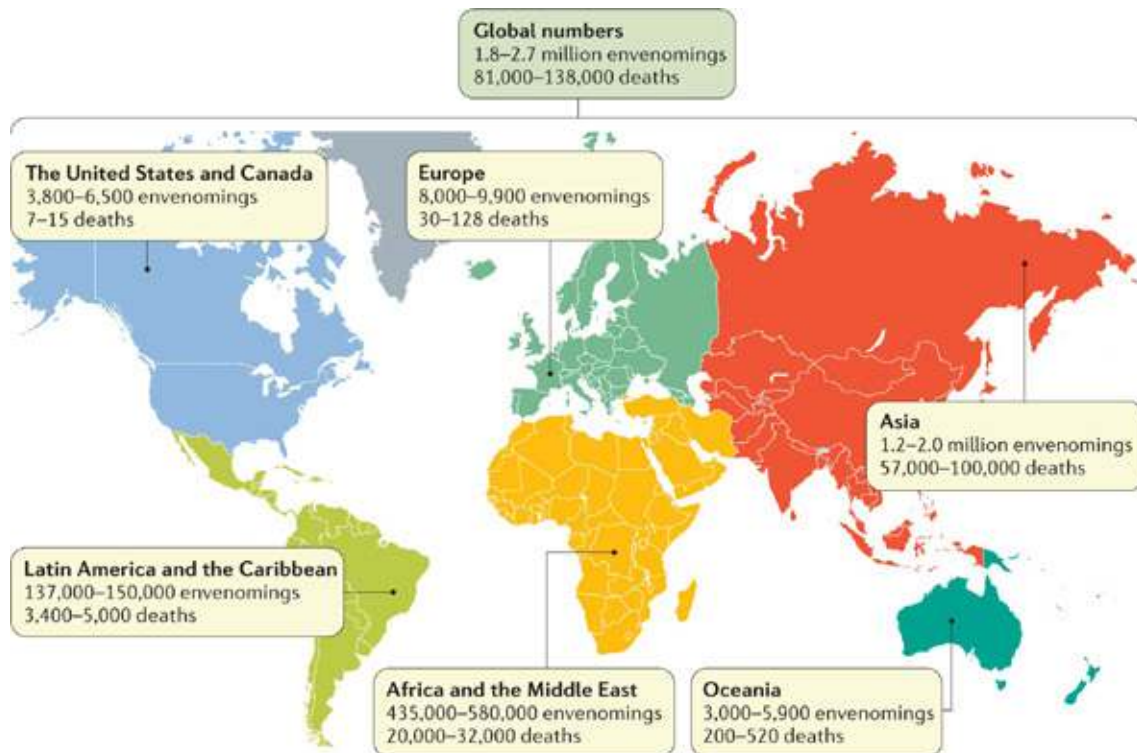 Global numbers
1.8–2.7 million envenomings
81,000–138,000 deaths
The United States and Canada
3,800–6,500 envenomings
7–15 deaths
Europe
8,000–9,900 envenomings
30–128 deaths
Asia
1.2–2.0 million envenomings
57,000–100,000 deaths
Latin America and the Caribbean
137,000–150,000 envenomings
3,400–5,000 deaths
Africa and the Middle East
435,000–580,000 envenomings
20,000–32,000 deaths
Oceania
3,000–5,900 envenomings
200–520 deaths